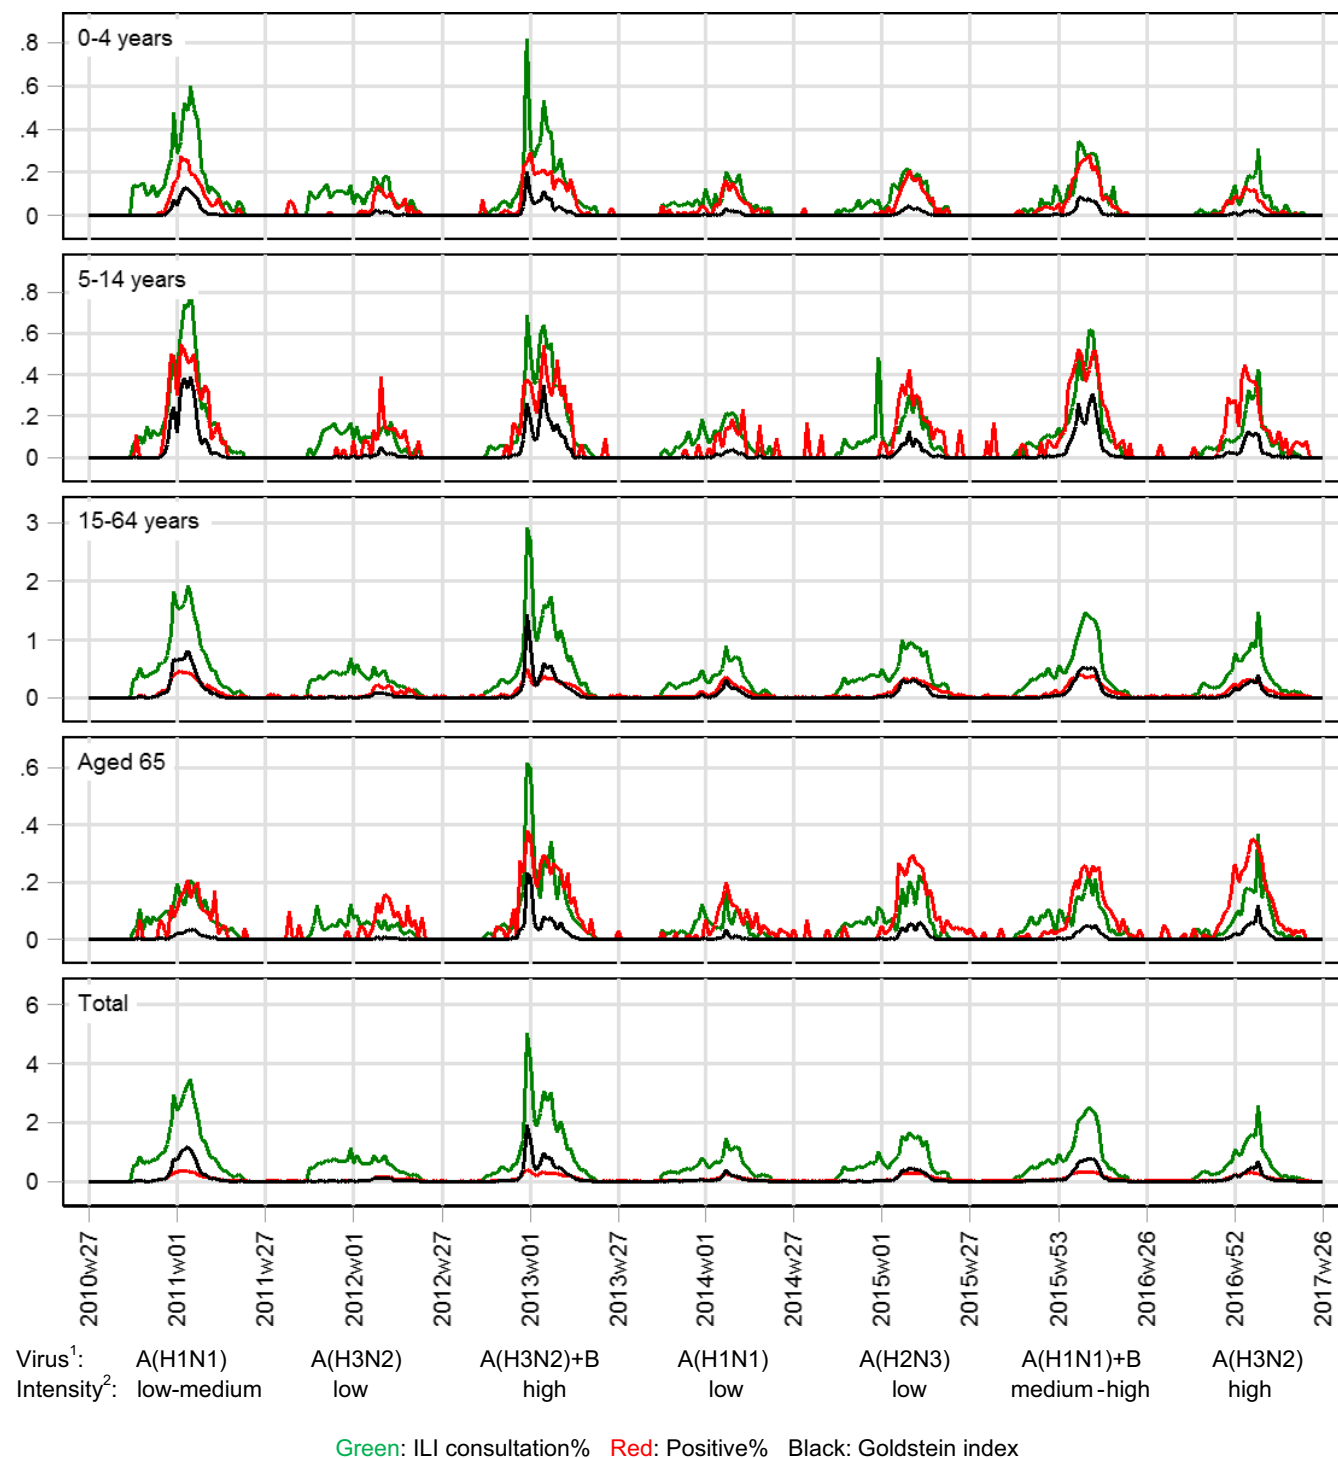 0-4 years
.8
.6
.4
.2
0
5-14 years
.8
.6
.4
.2
0
15-64 years
3
2
1
0
Aged 65
.6
.4
.2
0
Total
6
4
2
0
2010w27
2011w01
2011w27
2012w01
2012w27
2013w01
2013w27
2014w01
2014w27
2015w01
2015w27
2015w53
2016w26
2016w52
2017w26
Virus1: A(H1N1) A(H3N2) A(H3N2)+B A(H1N1) A(H2N3) A(H1N1)+B A(H3N2)
Intensity2: low-medium low high low low medium-high high
Green: ILI consultation% Red: Positive% Black: Goldstein index